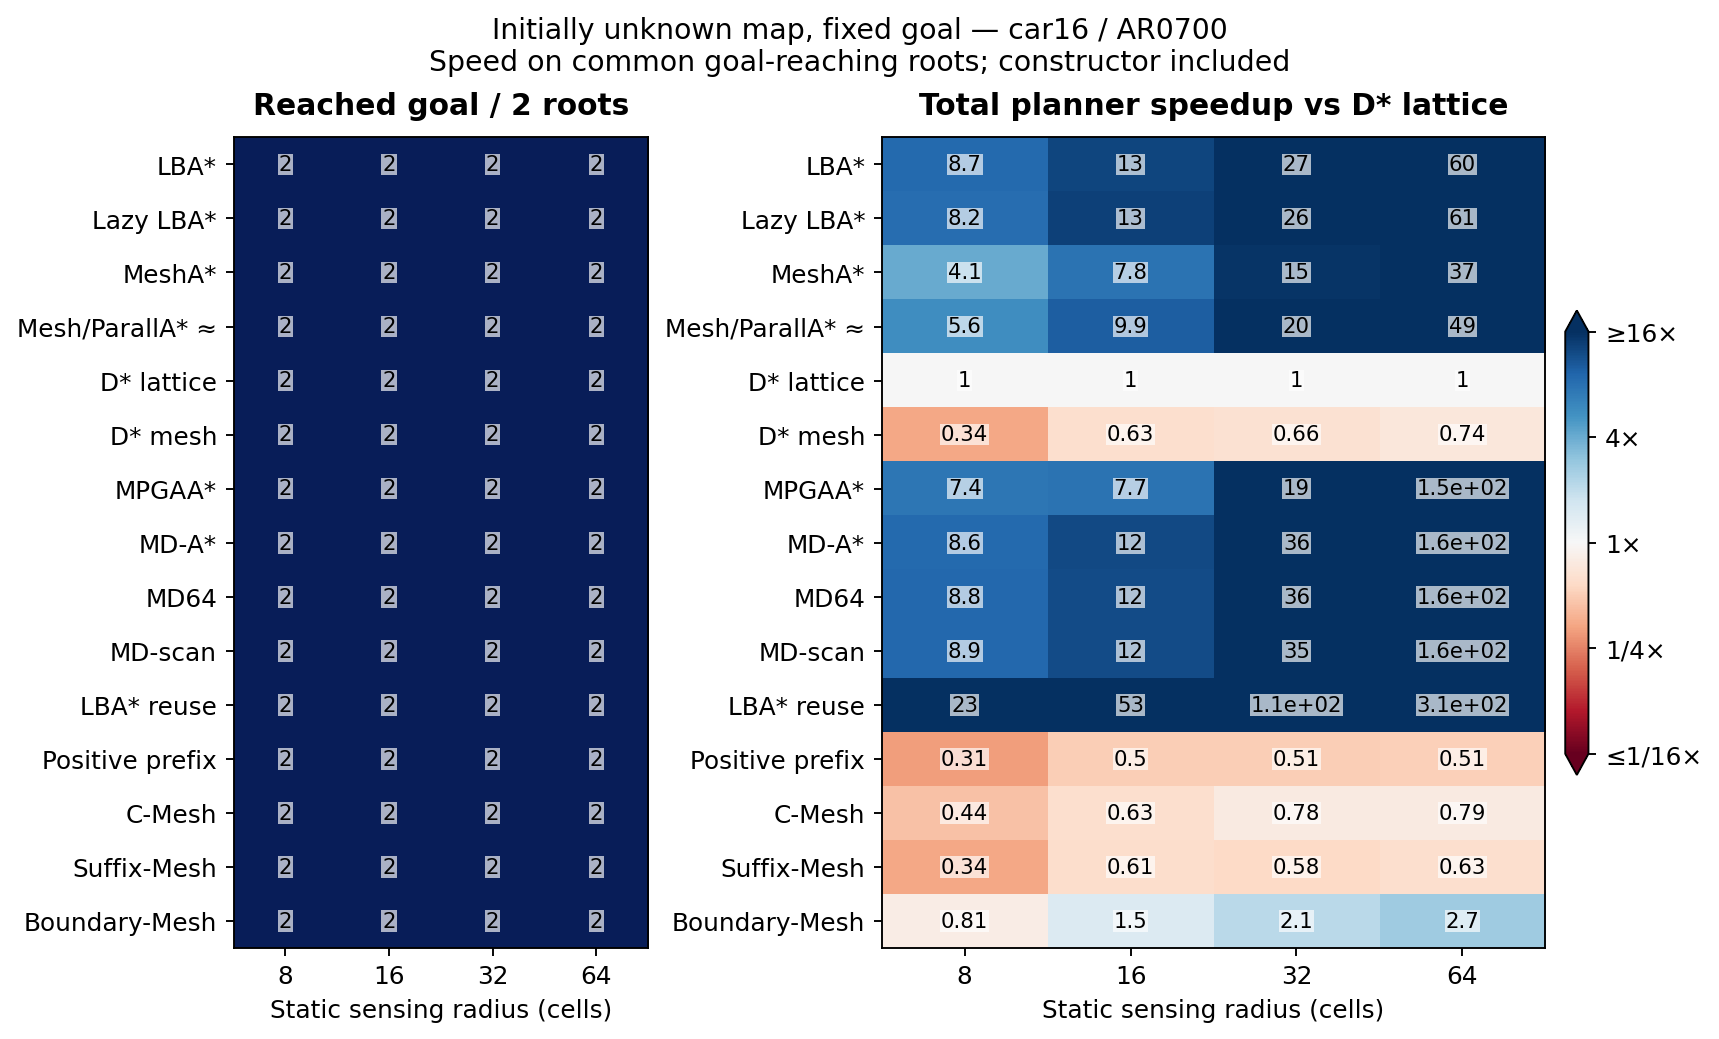 Initially unknown map, fixed goal — car16 / AR0700
Speed on common goal-reaching roots; constructor included
Reached goal / 2 roots
LBA* 2 2 2 2
Lazy LBA* 2 2 2 2
MeshA* 2 2 2 2
Mesh/ParallA* ≈ 2 2 2 2
D* lattice 2 2 2 2
D* mesh 2 2 2 2
MPGAA* 2 2 2 2
MD-A* 2 2 2 2
MD64 2 2 2 2
MD-scan 2 2 2 2
LBA* reuse 2 2 2 2
Positive prefix 2 2 2 2
C-Mesh 2 2 2 2
Suffix-Mesh 2 2 2 2
Boundary-Mesh 2 2 2 2
8 16 32 64
Static sensing radius (cells)
Total planner speedup vs D* lattice
LBA* 8.7 13 27 60
Lazy LBA* 8.2 13 26 61
MeshA* 4.1 7.8 15 37
Mesh/ParallA* ≈ 5.6 9.9 20 49
D* lattice 1 1 1 1
D* mesh 0.34 0.63 0.66 0.74
MPGAA* 7.4 7.7 19 1.5e+02
MD-A* 8.6 12 36 1.6e+02
MD64 8.8 12 36 1.6e+02
MD-scan 8.9 12 35 1.6e+02
LBA* reuse 23 53 1.1e+02 3.1e+02
Positive prefix 0.31 0.5 0.51 0.51
C-Mesh 0.44 0.63 0.78 0.79
Suffix-Mesh 0.34 0.61 0.58 0.63
Boundary-Mesh 0.81 1.5 2.1 2.7
8 16 32 64
Static sensing radius (cells)
≥16×
4×
1×
1/4×
≤1/16×